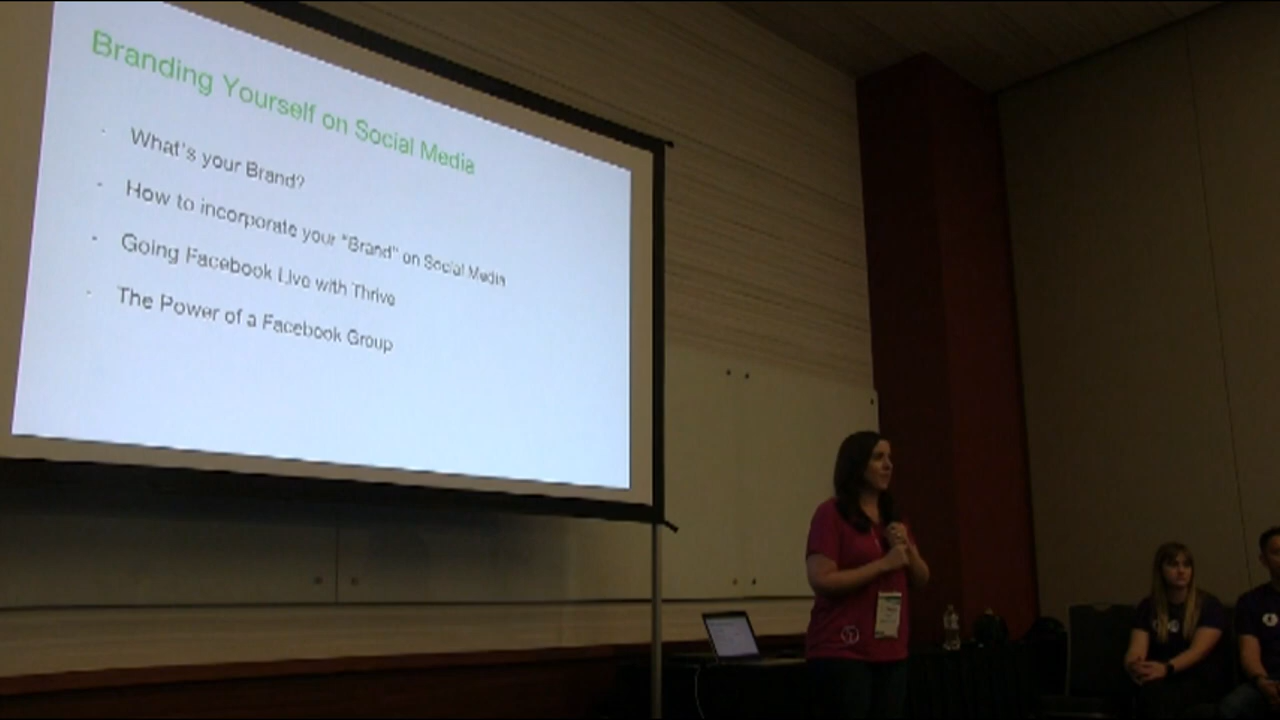 Branding Yourself on Social Media
- What's your Brand?
- How to incorporate your "Brand" on Social Media
- Going Facebook Live with Thrive
- The Power of a Facebook Group